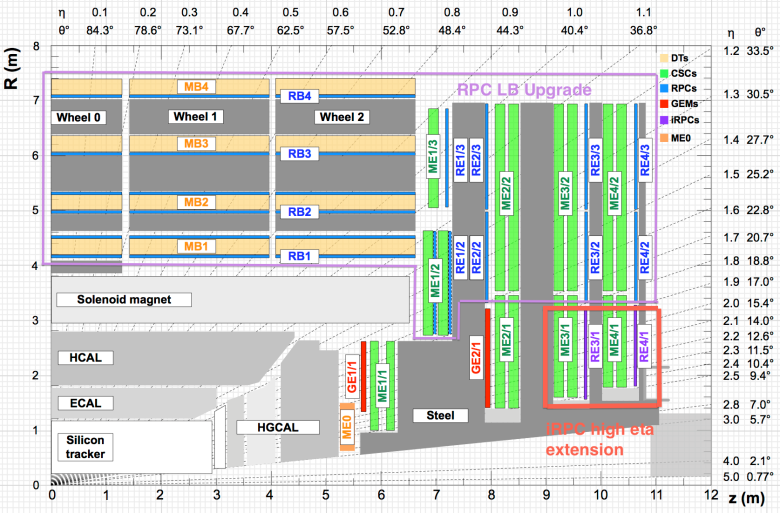 η 0.1 0.2 0.3 0.4 0.5 0.6 0.7 0.8 0.9 1.0 1.1 η θ°
θ° 84.3° 78.6° 73.1° 67.7° 62.5° 57.5° 52.8° 48.4° 44.3° 40.4° 36.8°
R (m)
8
7
6
5
4
3
2
1
0
1.2 33.5°
1.3 30.5°
1.4 27.7°
1.5 25.2°
1.6 22.8°
1.7 20.7°
1.8 18.8°
1.9 17.0°
2.0 15.4°
2.1 14.0°
2.2 12.6°
2.3 11.5°
2.4 10.4°
2.5 9.4°
2.8 7.0°
3.0 5.7°
4.0 2.1°
5.0 0.77°
DTs
CSCs
RPCs
GEMs
iRPCs
ME0
RPC LB Upgrade
MB4
RB4
Wheel 0 Wheel 1 Wheel 2
MB3
RB3
MB2
RB2
MB1
RB1
ME1/3
RE1/3
RE2/3
ME2/2
ME3/2
RE3/3
ME4/2
RE4/3
ME1/2
RE1/2
RE2/2
RE3/2
RE4/2
Solenoid magnet
HCAL
ECAL
Silicon
tracker
HGCAL
Steel
ME0
GE1/1
ME1/1
GE2/1
ME2/1
ME3/1
RE3/1
ME4/1
RE4/1
iRPC high eta
extension
0 1 2 3 4 5 6 7 8 9 10 11 12
z (m)